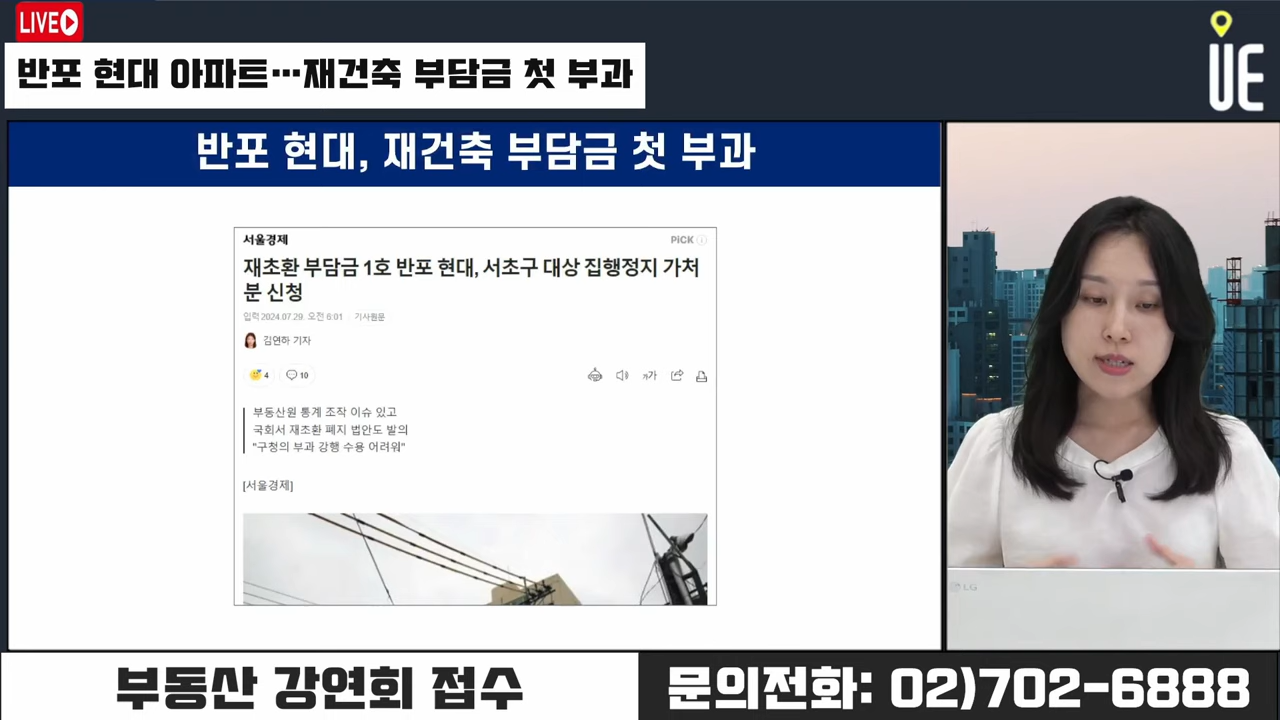 LIVE
반포 현대 아파트…재건축 부담금 첫 부과
UE
반포 현대, 재건축 부담금 첫 부과
서울경제
PiCK
재초환 부담금 1호 반포 현대, 서초구 대상 집행정지 가처
분 신청
입력 2024.07.29. 오전 6:01 기사원문
김연하 기자
4 10
가가
부동산원 통계 조작 이슈 있고
국회서 재초환 폐지 법안도 발의
"구청의 부과 강행 수용 어려워"
[서울경제]
LG
부동산 강연회 접수
문의전화: 02)702-6888